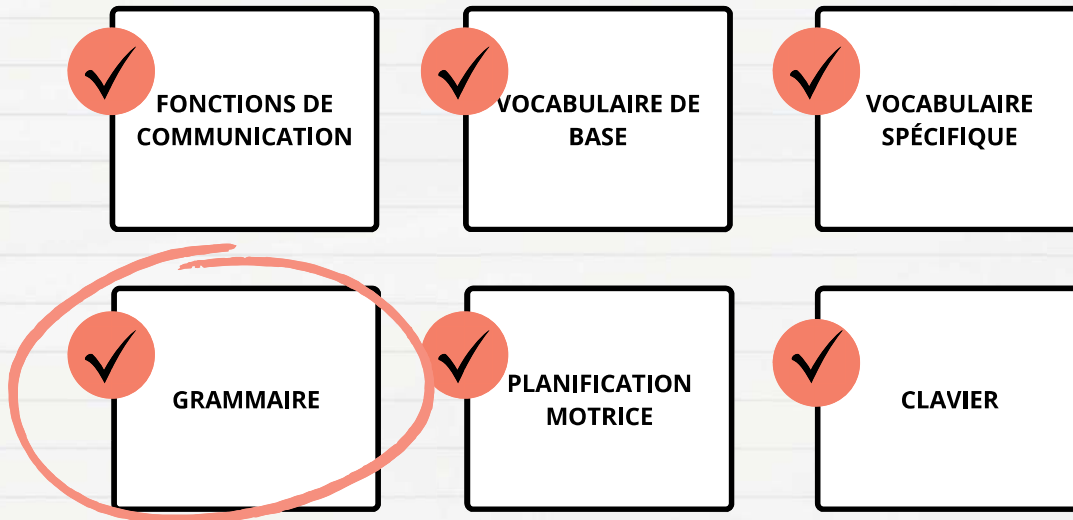 FONCTIONS DE
COMMUNICATION
VOCABULAIRE DE
BASE
VOCABULAIRE
SPÉCIFIQUE
GRAMMAIRE
PLANIFICATION
MOTRICE
CLAVIER